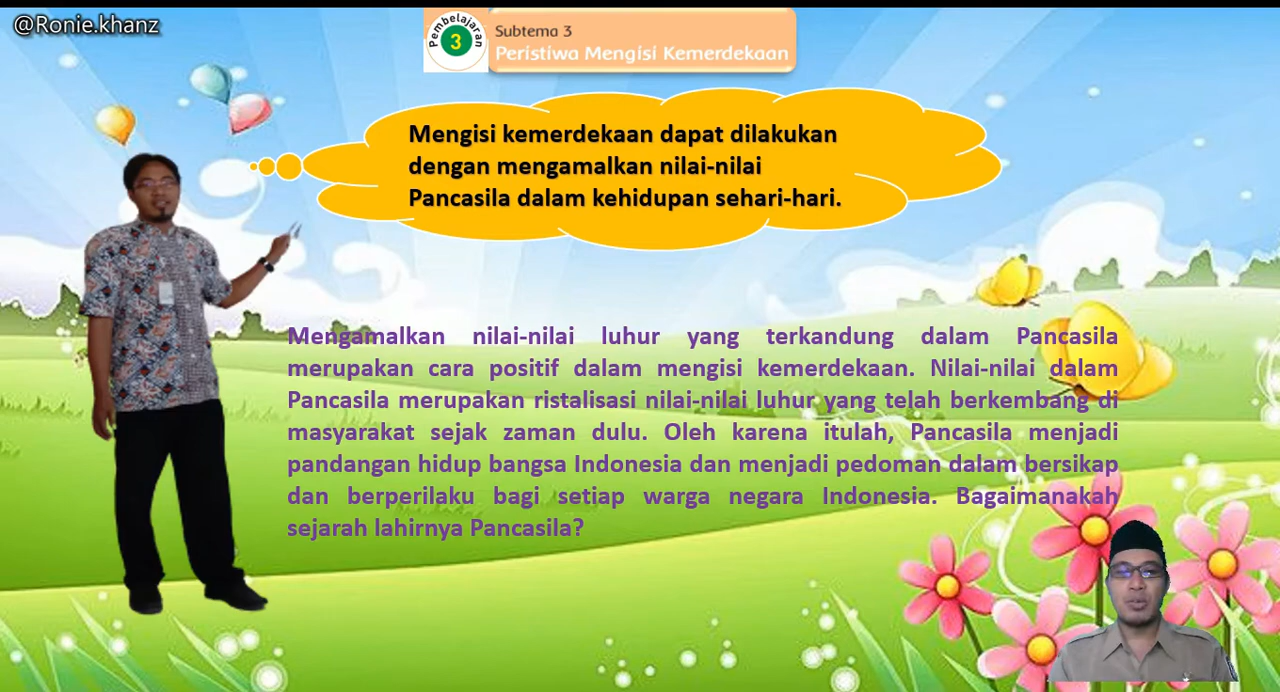 @Ronie.khanz
Pembelajaran
3
Subtema 3
Peristiwa Mengisi Kemerdekaan
Mengisi kemerdekaan dapat dilakukan
dengan mengamalkan nilai-nilai
Pancasila dalam kehidupan sehari-hari.
Mengamalkan nilai-nilai luhur yang terkandung dalam Pancasila
merupakan cara positif dalam mengisi kemerdekaan. Nilai-nilai dalam
Pancasila merupakan ristalisasi nilai-nilai luhur yang telah berkembang di
masyarakat sejak zaman dulu. Oleh karena itulah, Pancasila menjadi
pandangan hidup bangsa Indonesia dan menjadi pedoman dalam bersikap
dan berperilaku bagi setiap warga negara Indonesia. Bagaimanakah
sejarah lahirnya Pancasila?